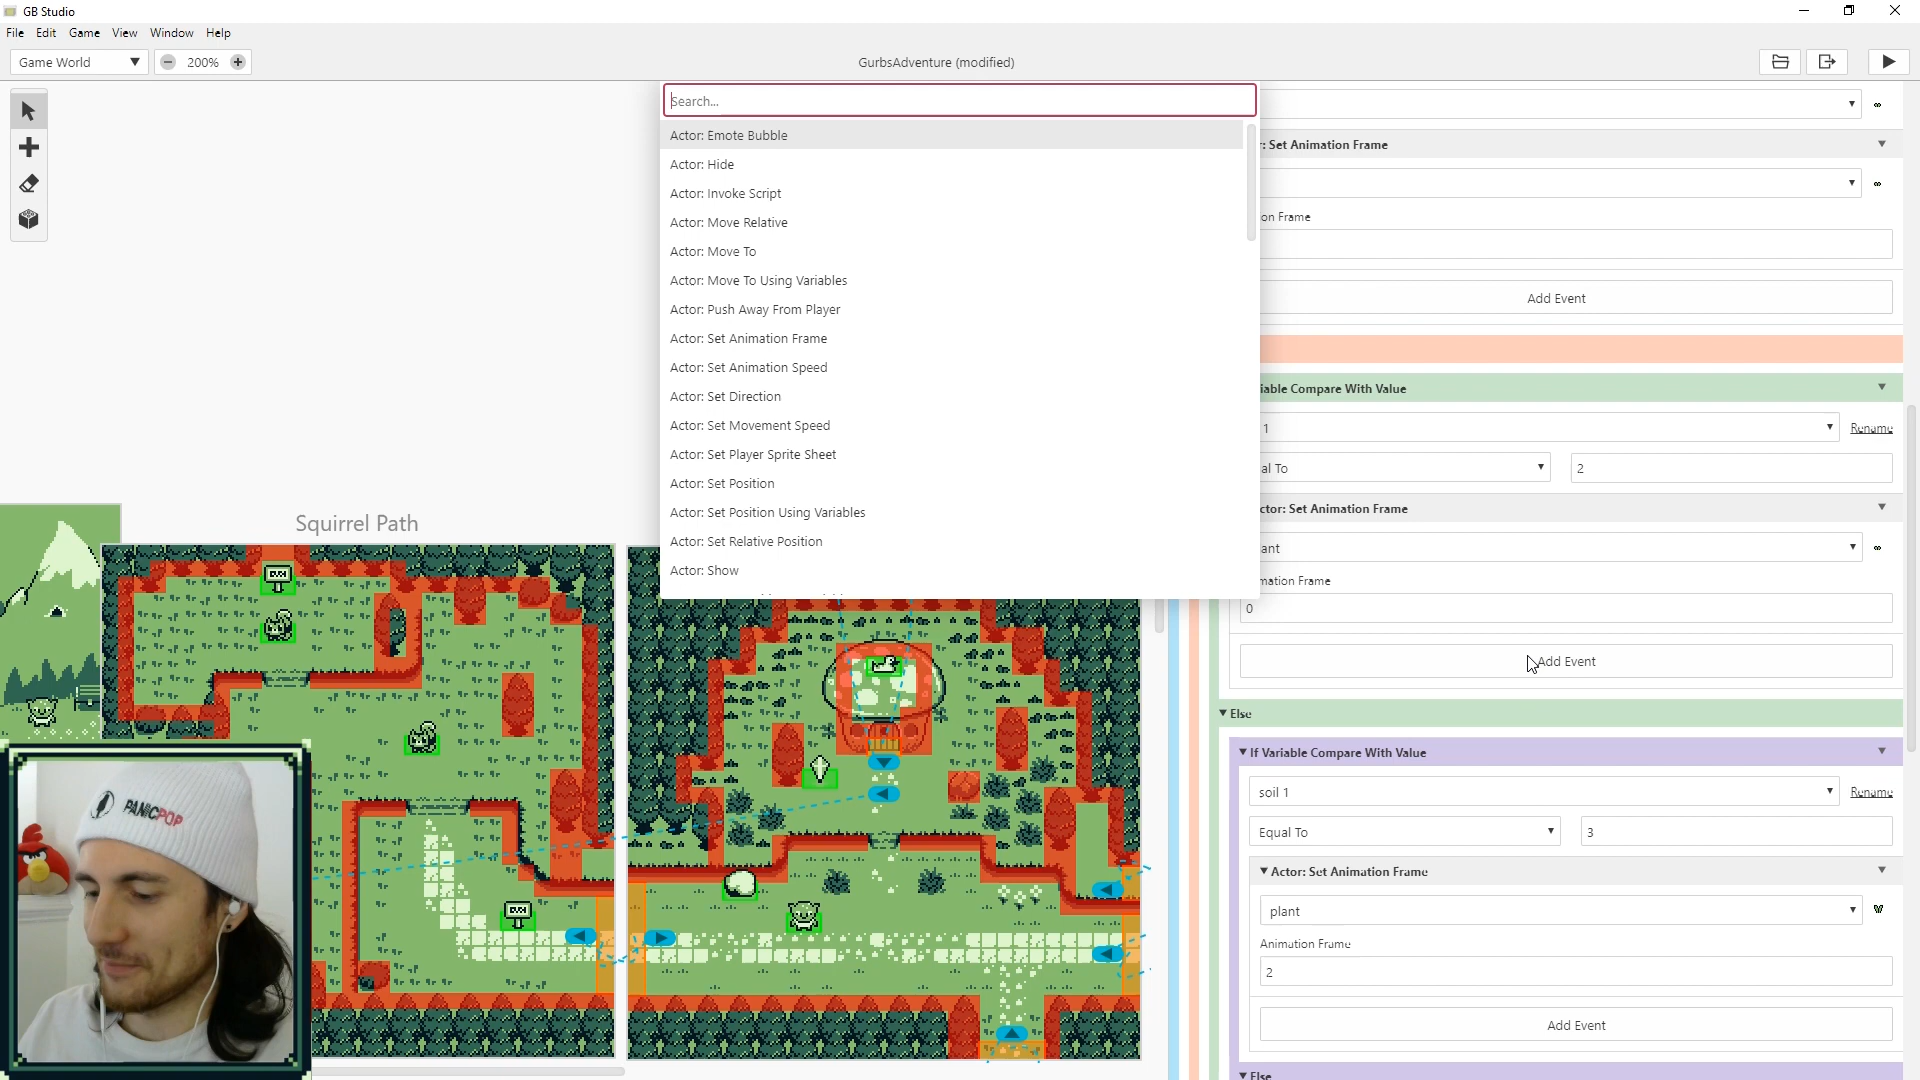 GB Studio
File Edit Game View Window Help
Game World
200%
GurbsAdventure (modified)
Search...
Actor: Emote Bubble
Actor: Hide
Actor: Invoke Script
Actor: Move Relative
Actor: Move To
Actor: Move To Using Variables
Actor: Push Away From Player
Actor: Set Animation Frame
Actor: Set Animation Speed
Actor: Set Direction
Actor: Set Movement Speed
Actor: Set Player Sprite Sheet
Actor: Set Position
Actor: Set Position Using Variables
Actor: Set Relative Position
Actor: Show
: Set Animation Frame
on Frame
Add Event
iable Compare With Value
1
Rename
al To
2
ctor: Set Animation Frame
ant
mation Frame
0
Add Event
Else
If Variable Compare With Value
soil 1
Rename
Equal To
3
Actor: Set Animation Frame
plant
Animation Frame
2
Add Event
Else
Squirrel Path
PANICPOP